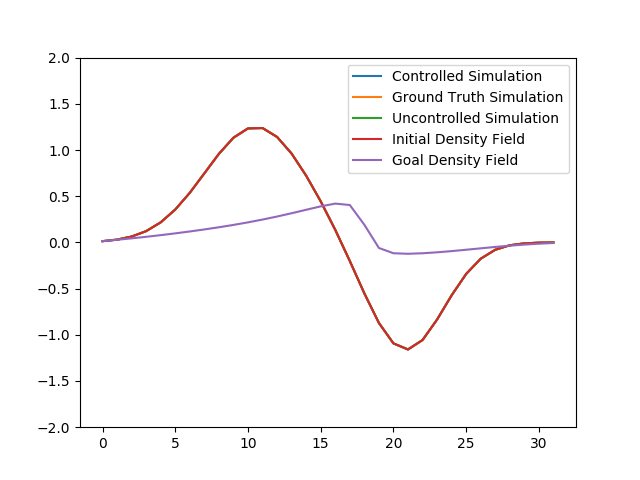 2.0
1.5
1.0
0.5
0.0
−0.5
−1.0
−1.5
−2.0
0 5 10 15 20 25 30
Controlled Simulation
Ground Truth Simulation
Uncontrolled Simulation
Initial Density Field
Goal Density Field